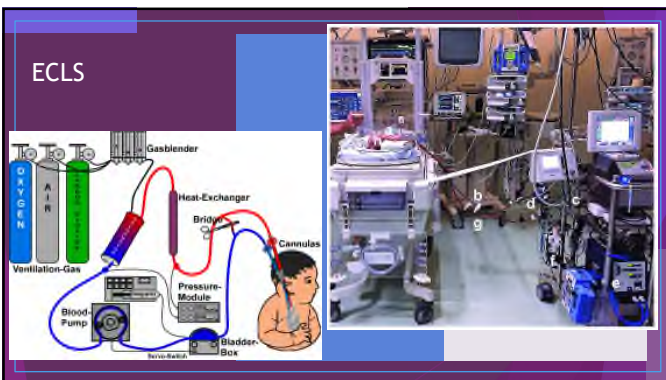 ECLS
Gasblender
OXYGEN
AIR
Heat-Exchanger
Bridge
Cannulas
Ventilation-Gas
Pressure-
Module
Blood-
Pump
Bladder-
Box
Servo-Switch
b
d
c
g
f
e